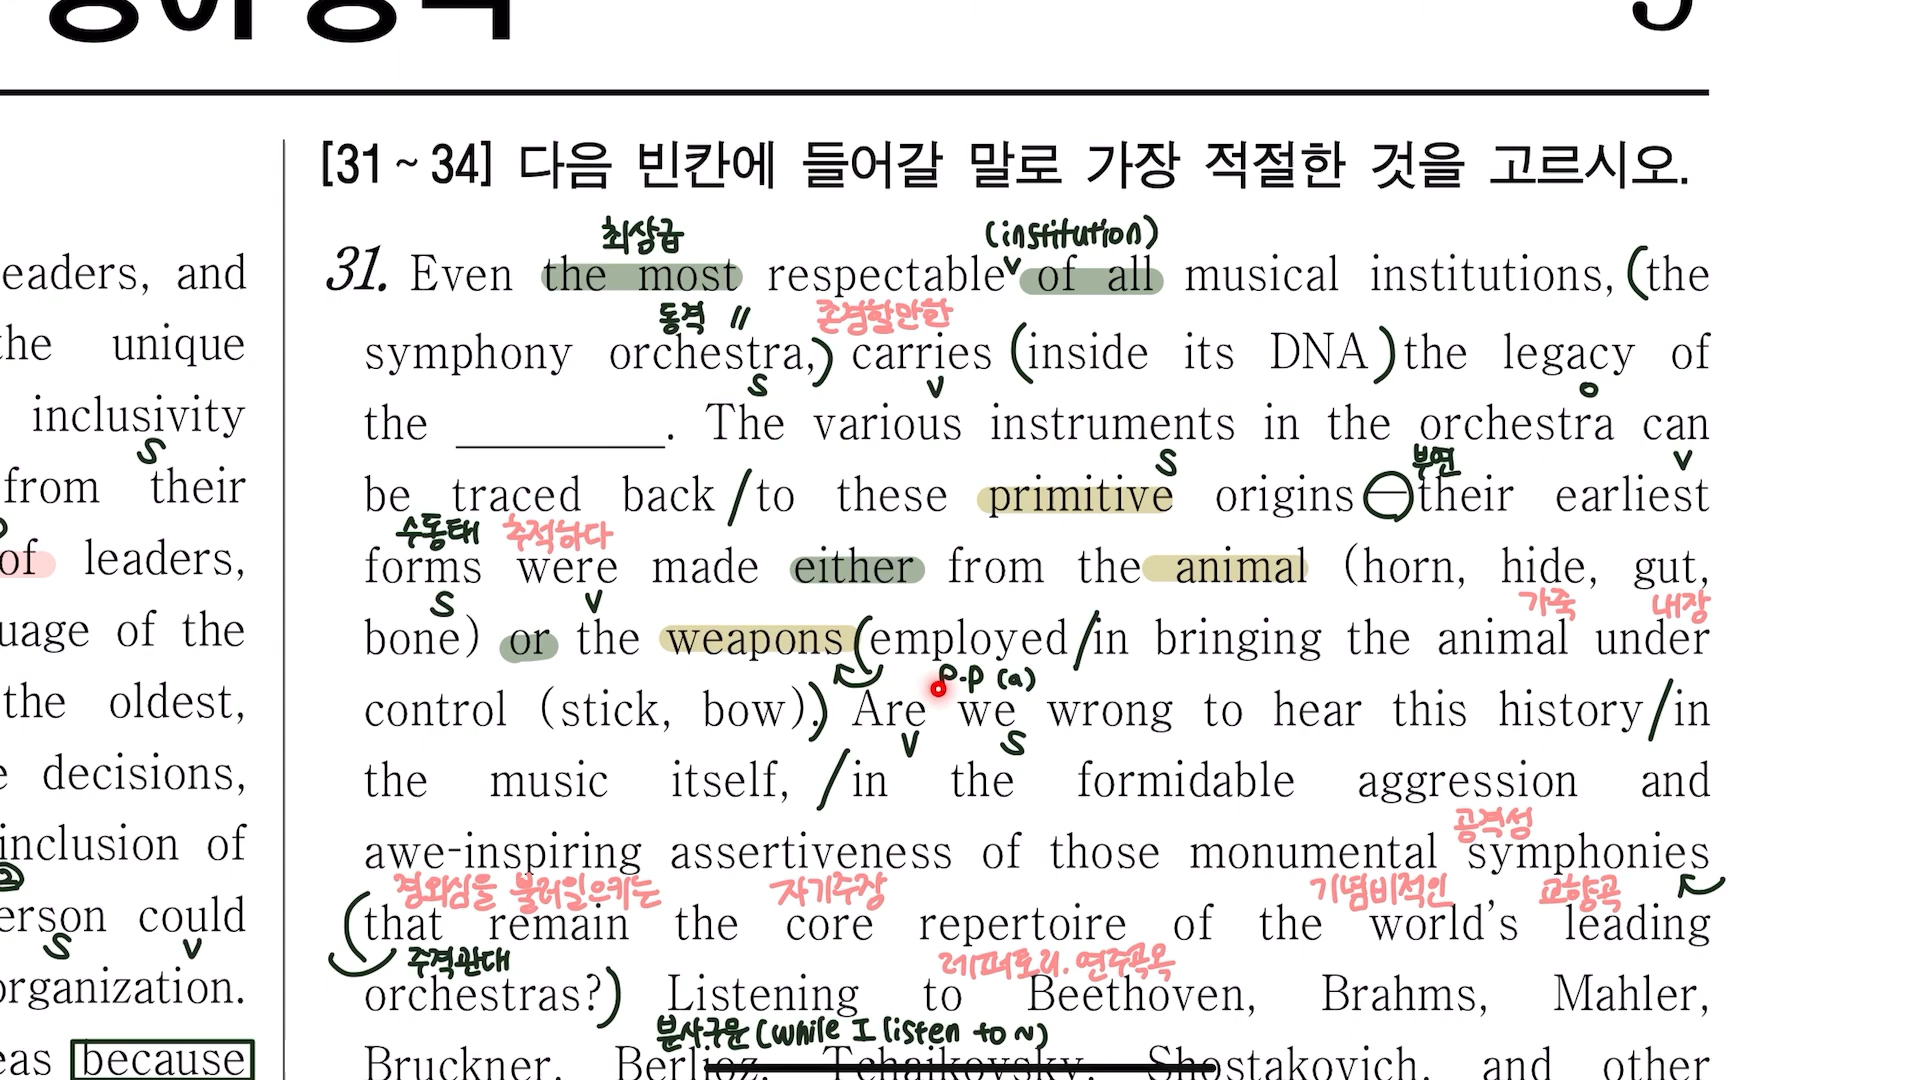 eaders, and
the unique
inclusivity
S
from their
of leaders,
uage of the
the oldest,
decisions,
inclusion of
erson could
S V
organization.
eas because
[31 ~ 34] 다음 빈칸에 들어갈 말로 가장 적절한 것을 고르시오.
최상급 (institution)
31. Even the most respectable of all musical institutions, (the
동격 〃 존경할만한
symphony orchestra,) carries (inside its DNA) the legacy of
S V O
the ________. The various instruments in the orchestra can
S 부연 V
be traced back / to these primitive origins—their earliest
수동태 추적하다
forms were made either from the animal (horn, hide, gut,
S V 가죽 내장
bone) or the weapons (employed / in bringing the animal under
P.P (a)
control (stick, bow).) Are we wrong to hear this history / in
V S
the music itself, / in the formidable aggression and
공격성
awe-inspiring assertiveness of those monumental symphonies
경외심을 불러일으키는 자기주장 기념비적인 교향곡
(that remain the core repertoire of the world's leading
주격관대 레퍼토리. 연주곡목
orchestras?) Listening to Beethoven, Brahms, Mahler,
분사구문 (while I listen to ~)
Bruckner, Berlioz, Tchaikovsky, Shostakovich, and other